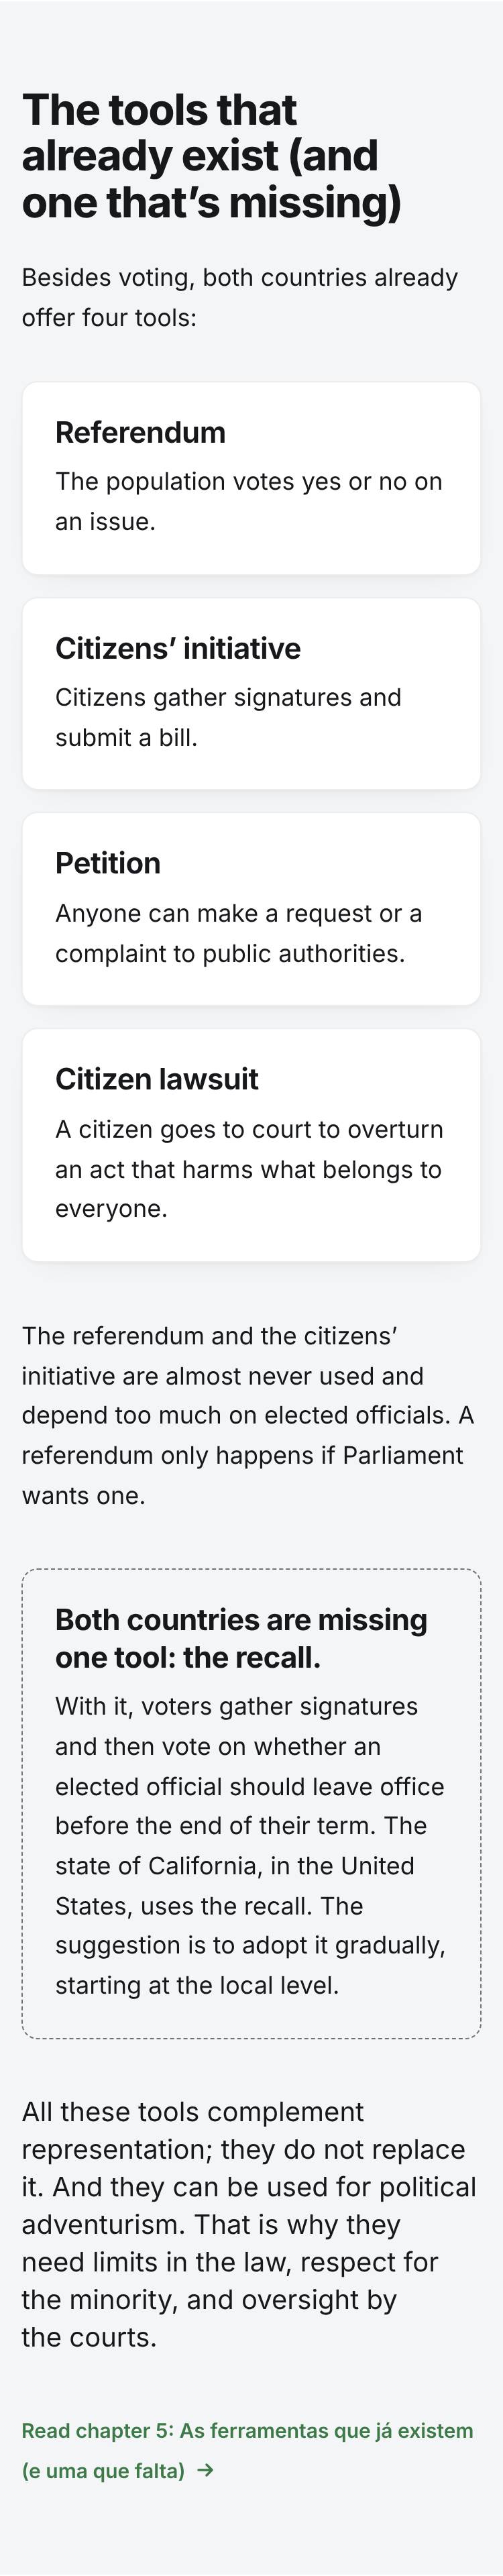 The tools that
already exist (and
one that’s missing)
Besides voting, both countries already
offer four tools:
Referendum
The population votes yes or no on
an issue.
Citizens’ initiative
Citizens gather signatures and
submit a bill.
Petition
Anyone can make a request or a
complaint to public authorities.
Citizen lawsuit
A citizen goes to court to overturn
an act that harms what belongs to
everyone.
The referendum and the citizens’
initiative are almost never used and
depend too much on elected officials. A
referendum only happens if Parliament
wants one.
Both countries are missing
one tool: the recall.
With it, voters gather signatures
and then vote on whether an
elected official should leave office
before the end of their term. The
state of California, in the United
States, uses the recall. The
suggestion is to adopt it gradually,
starting at the local level.
All these tools complement
representation; they do not replace
it. And they can be used for political
adventurism. That is why they
need limits in the law, respect for
the minority, and oversight by
the courts.
Read chapter 5: As ferramentas que já existem
(e uma que falta) →